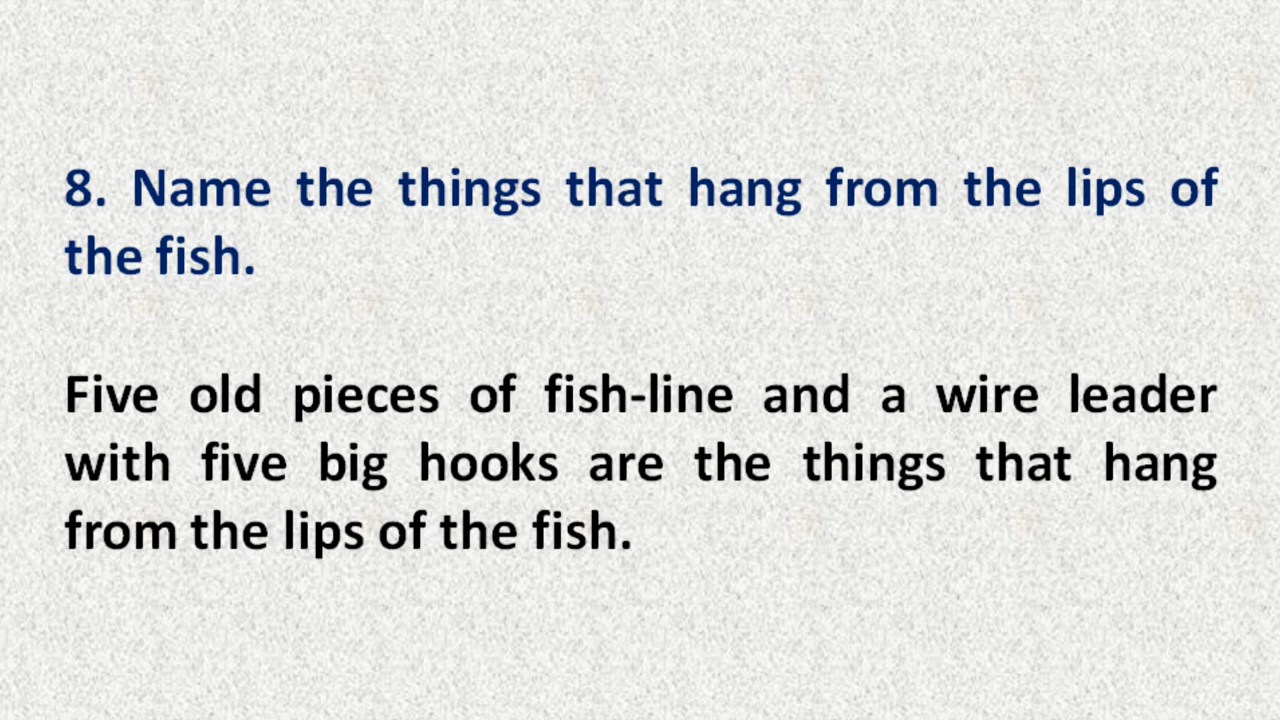 8. Name the things that hang from the lips of
the fish.
Five old pieces of fish-line and a wire leader
with five big hooks are the things that hang
from the lips of the fish.